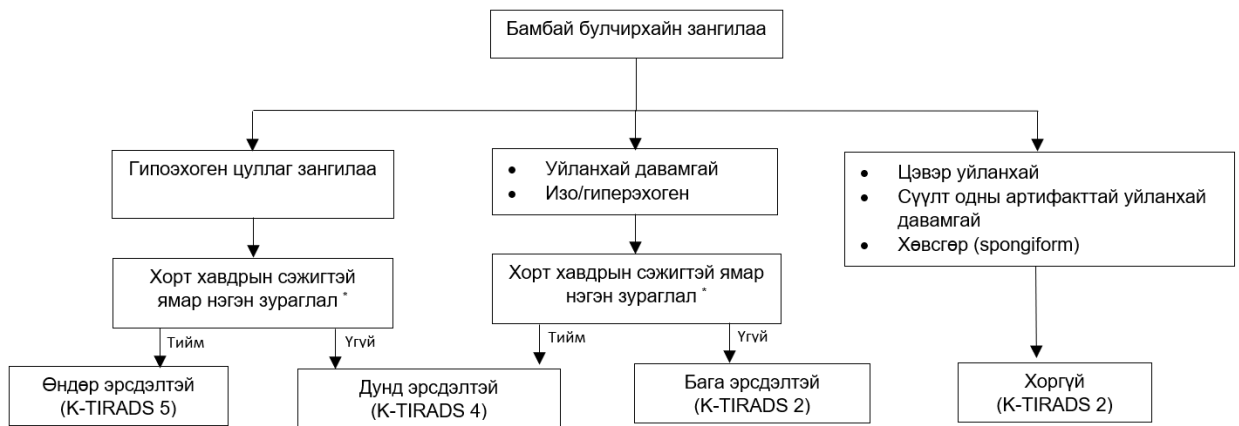 Бамбай булчирхайн зангилаа
Гипоэхоген цуллаг зангилаа
• Уйланхай давамгай
• Изо/гиперэхоген
• Цэвэр уйланхай
• Сүүлт одны артифакттай уйланхай
давамгай
• Хөвсгөр (spongiform)
Хорт хавдрын сэжигтэй
ямар нэгэн зураглал *
Хорт хавдрын сэжигтэй ямар
нэгэн зураглал *
Тийм
Үгүй
Тийм
Үгүй
Өндөр эрсдэлтэй
(K-TIRADS 5)
Дунд эрсдэлтэй
(K-TIRADS 4)
Бага эрсдэлтэй
(K-TIRADS 2)
Хоргүй
(K-TIRADS 2)